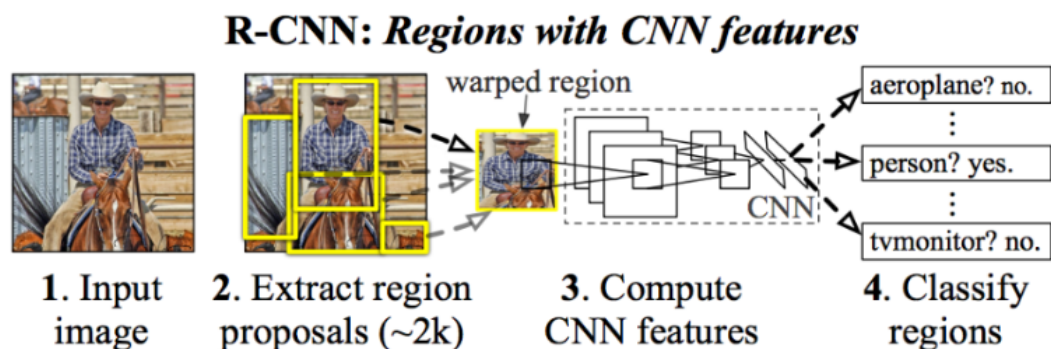 R-CNN: Regions with CNN features
warped region
aeroplane? no.
⋮
person? yes.
⋮
tvmonitor? no.
CNN
1. Input
image
2. Extract region
proposals (~2k)
3. Compute
CNN features
4. Classify
regions